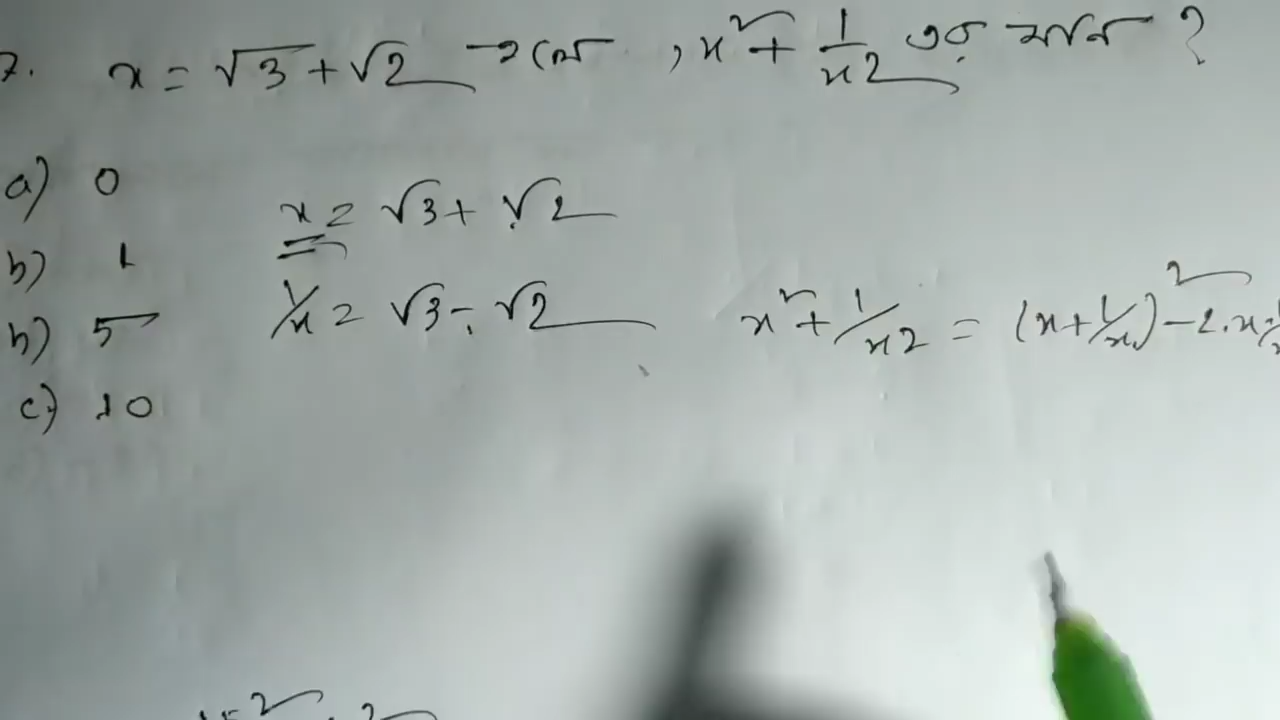 7. x = √3 + √2 হলে, x² + 1/x2 এর মান ?
a) 0
b) 1
b) 5
c) 10
x = √3 + √2
1/x = √3 - √2
x² + 1/x2 = (x + 1/x)² - 2.x.1/x